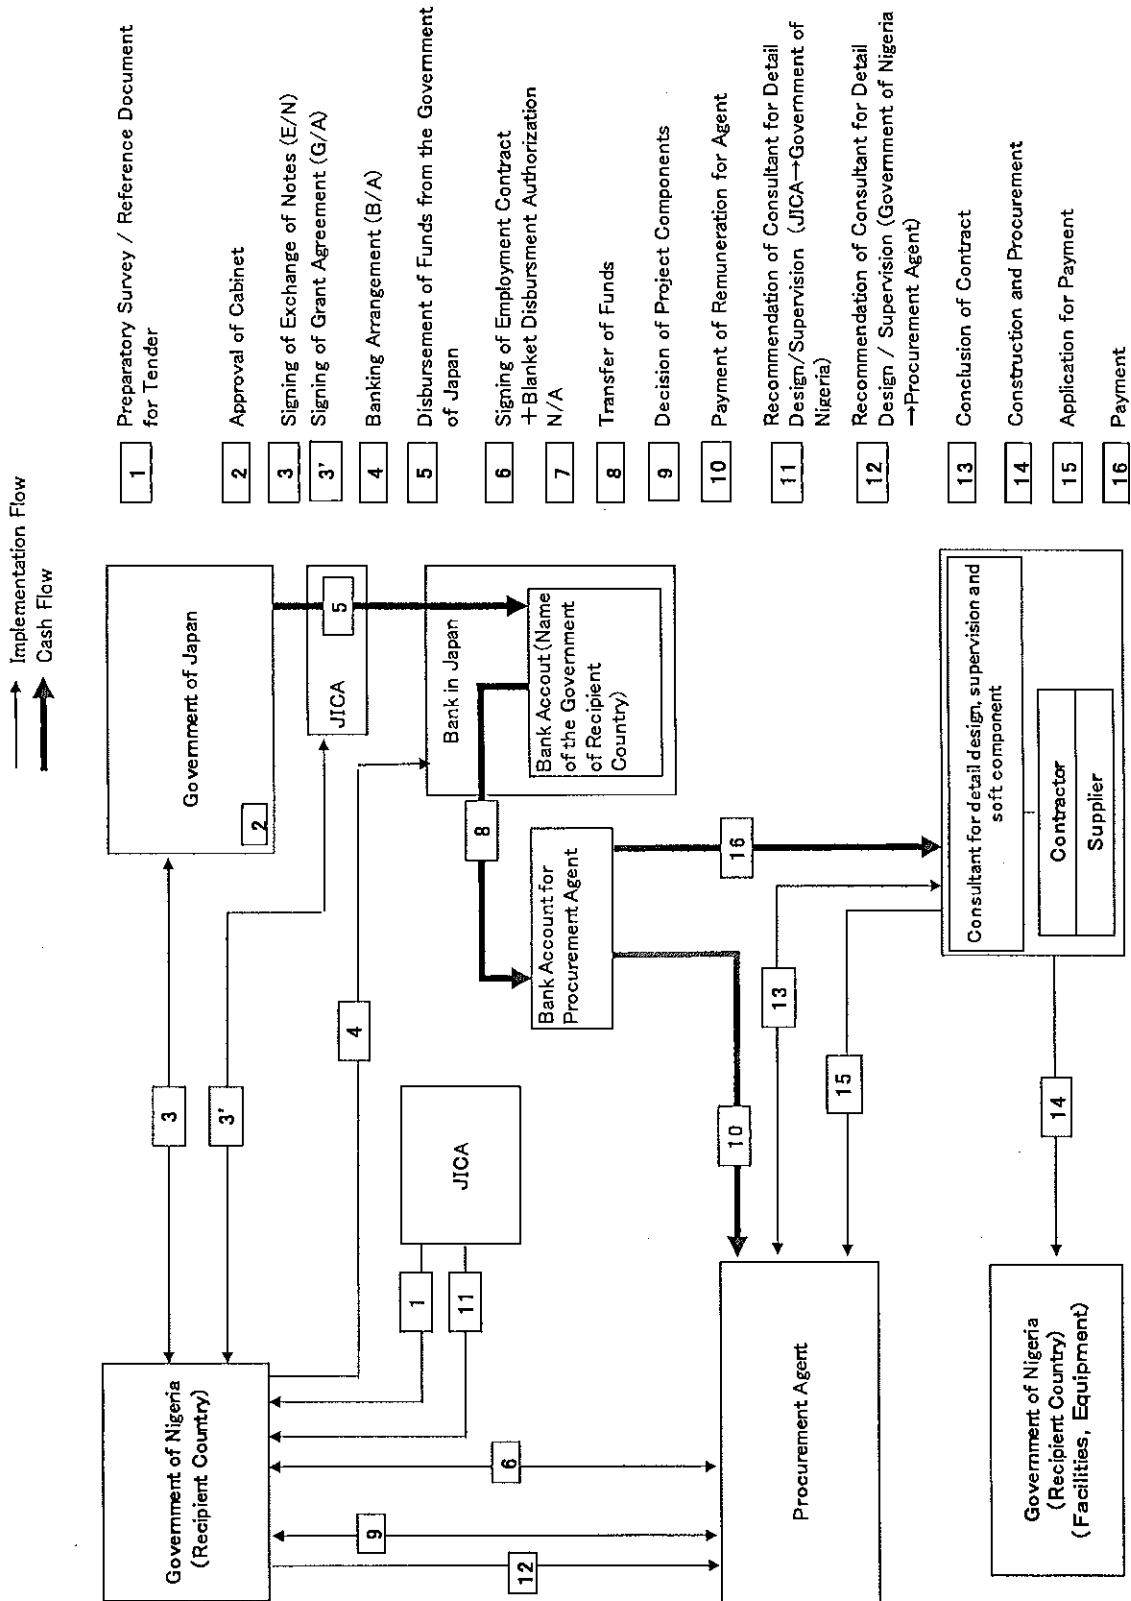 → Implementation Flow
➡ Cash Flow
Government of Nigeria
(Recipient Country)
3
3'
Government of Japan
2
JICA
5
4
1
11
JICA
Bank in Japan
Bank Accout (Name
of the Government
of Recipient
Country)
8
Bank Account for
Procurement Agent
6
9
12
10
16
13
15
Procurement Agent
Consultant for detail design, supervision and
soft component
Contractor
Supplier
14
Government of Nigeria
(Recipient Country)
(Facilities, Equipment)
1 Preparatory Survey / Reference Document
for Tender
2 Approval of Cabinet
3 Signing of Exchange of Notes (E/N)
3' Signing of Grant Agreement (G/A)
4 Banking Arrangement (B/A)
5 Disbursement of Funds from the Government
of Japan
6 Signing of Employment Contract
+Blanket Disbursment Authorization
7 N/A
8 Transfer of Funds
9 Decision of Project Components
10 Payment of Remuneration for Agent
11 Recommendation of Consultant for Detail
Design/Supervision (JICA→Government of
Nigeria)
12 Recommendation of Consultant for Detail
Design / Supervision (Government of Nigeria
→Procurement Agent)
13 Conclusion of Contract
14 Construction and Procurement
15 Application for Payment
16 Payment